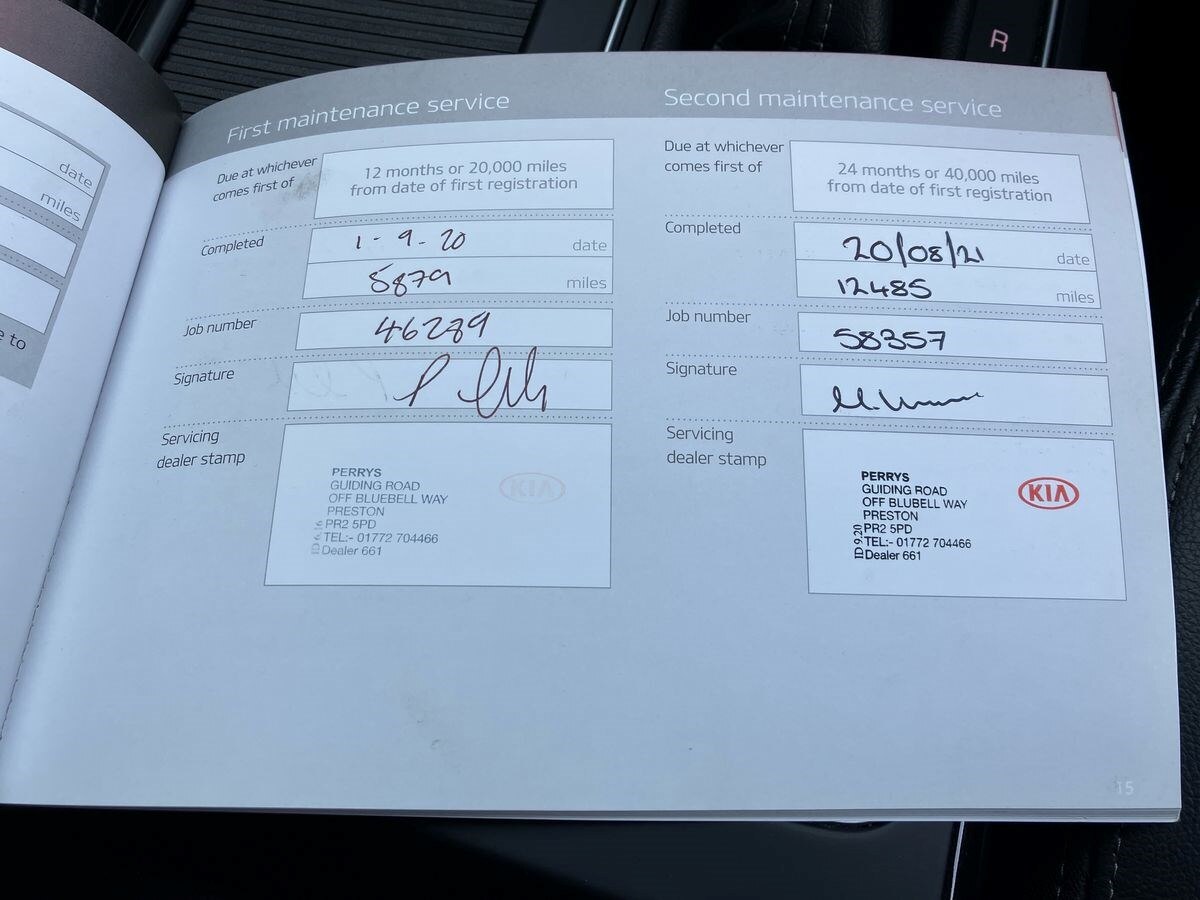 R
date
miles
e to
First maintenance service
Due at whichever
comes first of
12 months or 20,000 miles
from date of first registration
Completed
1-9-20 date
5879 miles
Job number
46289
Signature
Servicing
dealer stamp
PERRYS
GUIDING ROAD
OFF BLUEBELL WAY
PRESTON
PR2 5PD
TEL:- 01772 704466
Dealer 661
KIA
Second maintenance service
Due at whichever
comes first of
24 months or 40,000 miles
from date of first registration
Completed
20/08/21 date
12485 miles
Job number
58357
Signature
Servicing
dealer stamp
PERRYS
GUIDING ROAD
OFF BLUBELL WAY
PRESTON
PR2 5PD
TEL:- 01772 704466
Dealer 661
ID 9.20
KIA
15